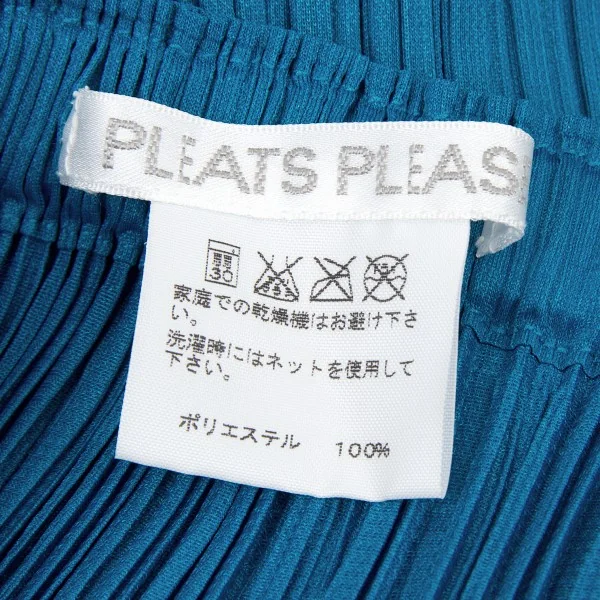 PLEATS PLEAS
弱
30
家庭での乾燥機はお避け下さ
い。
洗濯時にはネットを使用して
下さい。
ポリエステル 100%